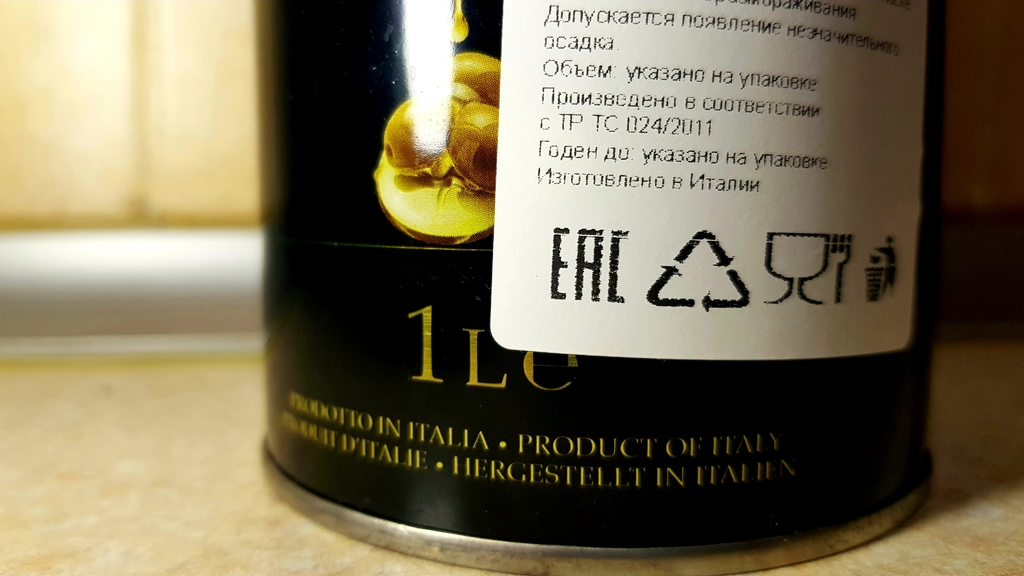 размораживания
Допускается появление незначительного
осадка.
Объем: указано на упаковке
Произведено в соответствии
с ТР ТС 024/2011
Годен до: указано на упаковке
Изготовлено в Италии
EAC
1 L e
PRODOTTO IN ITALIA • PRODUCT OF ITALY
PRODUIT D'ITALIE • HERGESTELLT IN ITALIEN